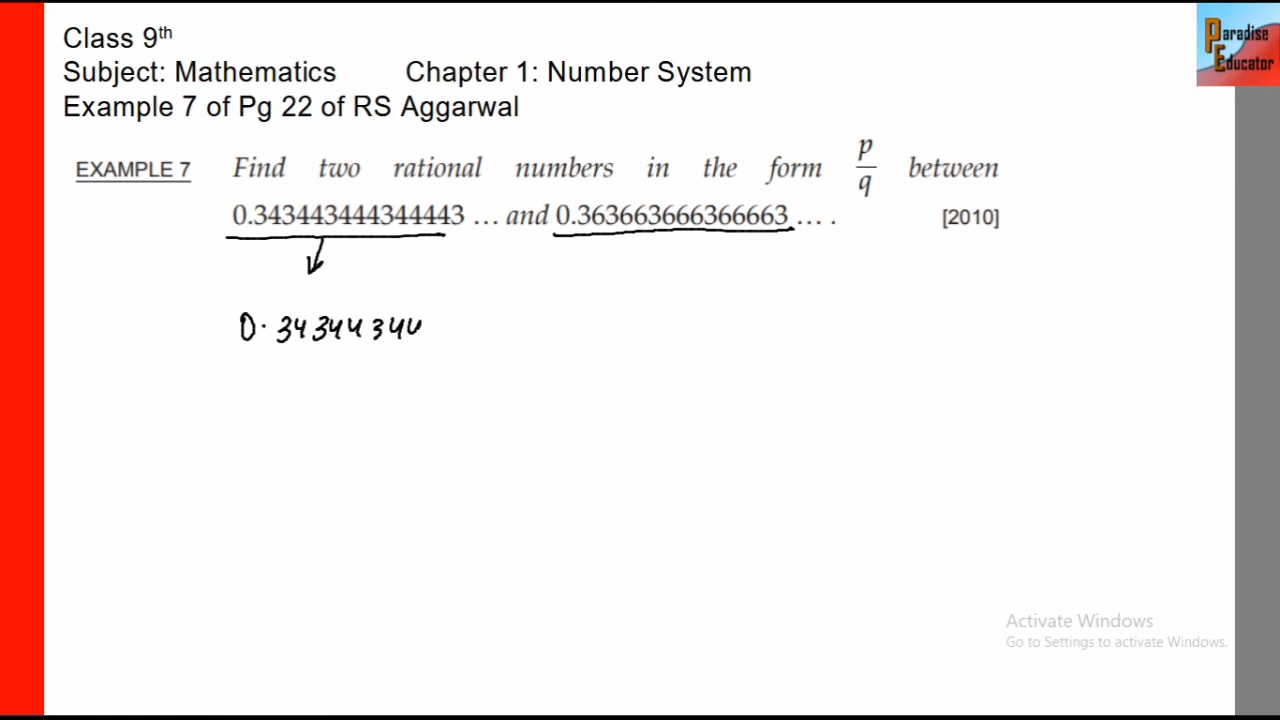 Class 9th
Subject: Mathematics Chapter 1: Number System
Example 7 of Pg 22 of RS Aggarwal
Paradise
Educator
EXAMPLE 7 Find two rational numbers in the form p/q between
0.343443444344443 ... and 0.363663666366663 ... . [2010]
0.34344344
Activate Windows
Go to Settings to activate Windows.